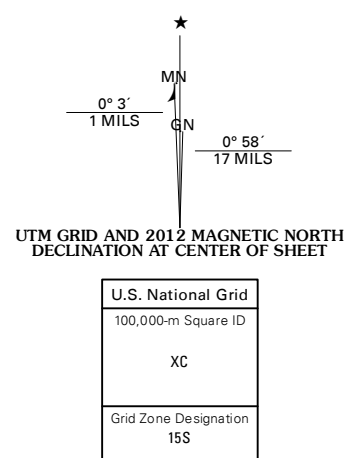 ★
MN
0° 3´
1 MILS
GN
0° 58´
17 MILS
UTM GRID AND 2012 MAGNETIC NORTH
DECLINATION AT CENTER OF SHEET
U.S. National Grid
100,000-m Square ID
XC
Grid Zone Designation
15S